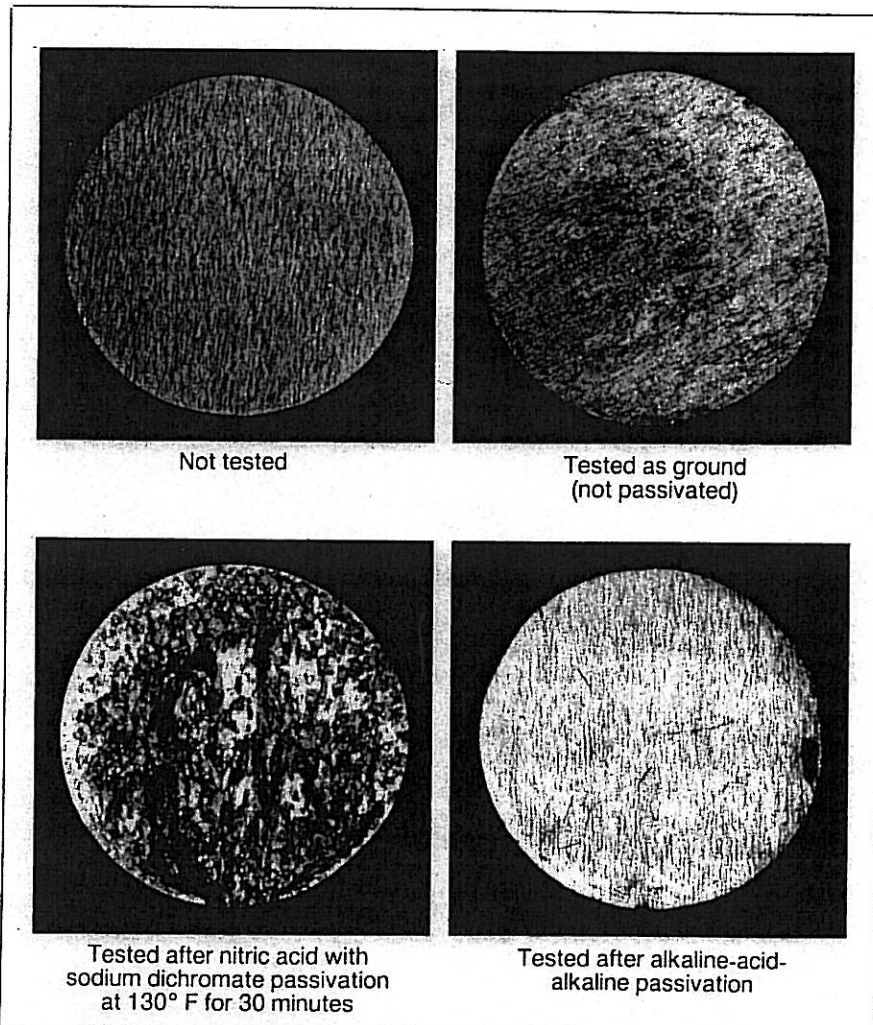 Not tested
Tested as ground
(not passivated)
Tested after nitric acid with
sodium dichromate passivation
at 130° F for 30 minutes
Tested after alkaline-acid-
alkaline passivation